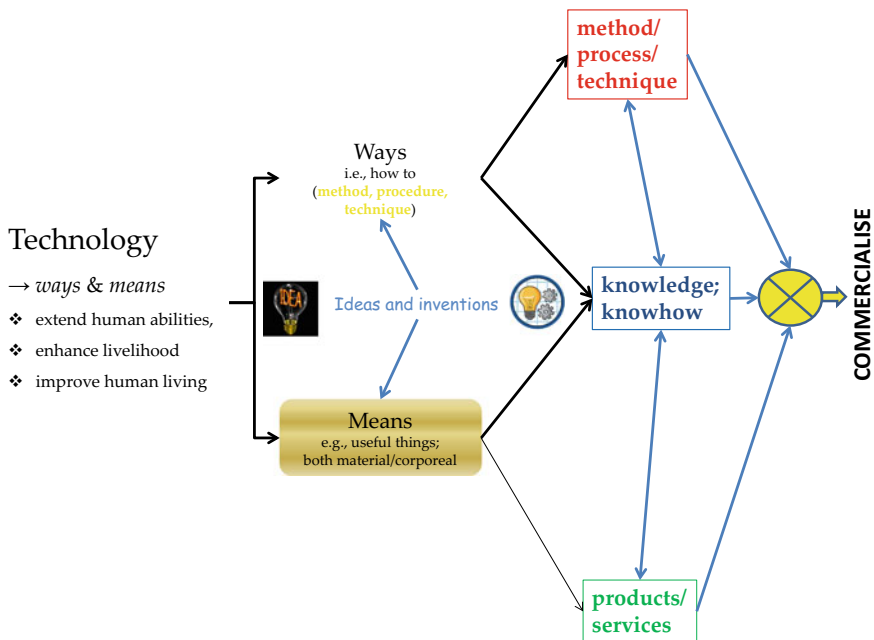 method/
process/
technique
Ways
i.e., how to
(method, procedure,
technique)
Technology
→ ways & means
❖ extend human abilities,
❖ enhance livelihood
❖ improve human living
IDEA
Ideas and inventions
knowledge;
knowhow
COMMERCIALISE
Means
e.g., useful things;
both material/corporeal
products/
services